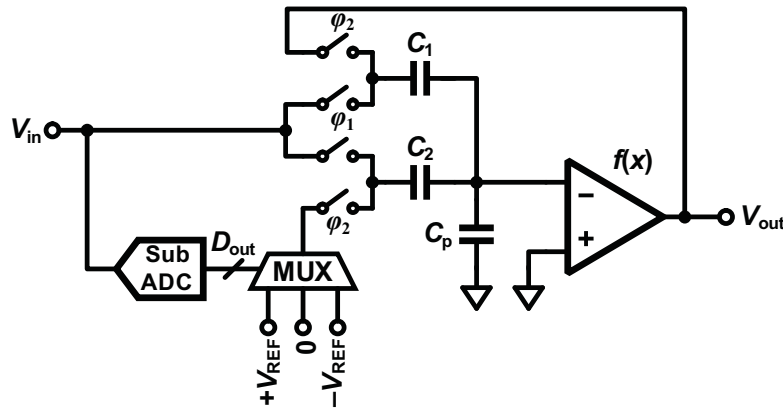 φ2
C1
Vin
φ1
C2
f(x)
φ2
Vout
Sub
ADC
Dout
MUX
Cp
−
+
+VREF
0
−VREF